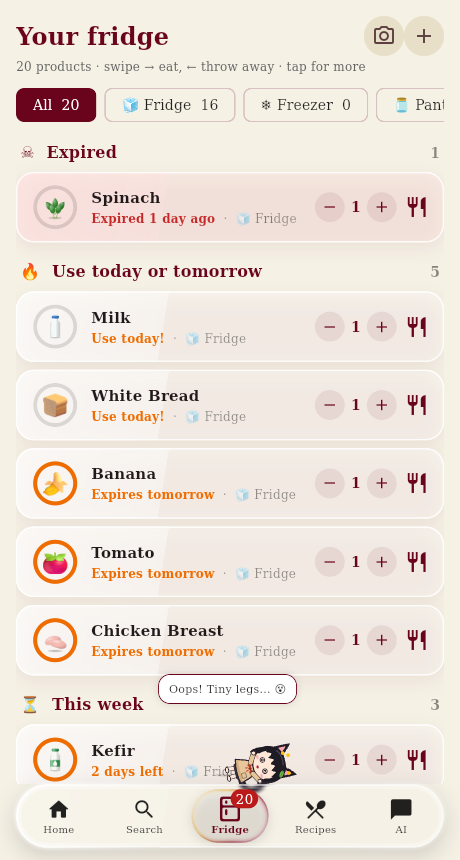 Your fridge
20 products · swipe → eat, ← throw away · tap for more
All 20
Fridge 16
Freezer 0
Pant
Expired 1
Spinach
Expired 1 day ago · Fridge
1
Use today or tomorrow 5
Milk
Use today! · Fridge
1
White Bread
Use today! · Fridge
1
Banana
Expires tomorrow · Fridge
1
Tomato
Expires tomorrow · Fridge
1
Chicken Breast
Expires tomorrow · Fridge
1
Oops! Tiny legs...
This week 3
Kefir
2 days left ·
1
20
Home
Search
Fridge
Recipes
AI